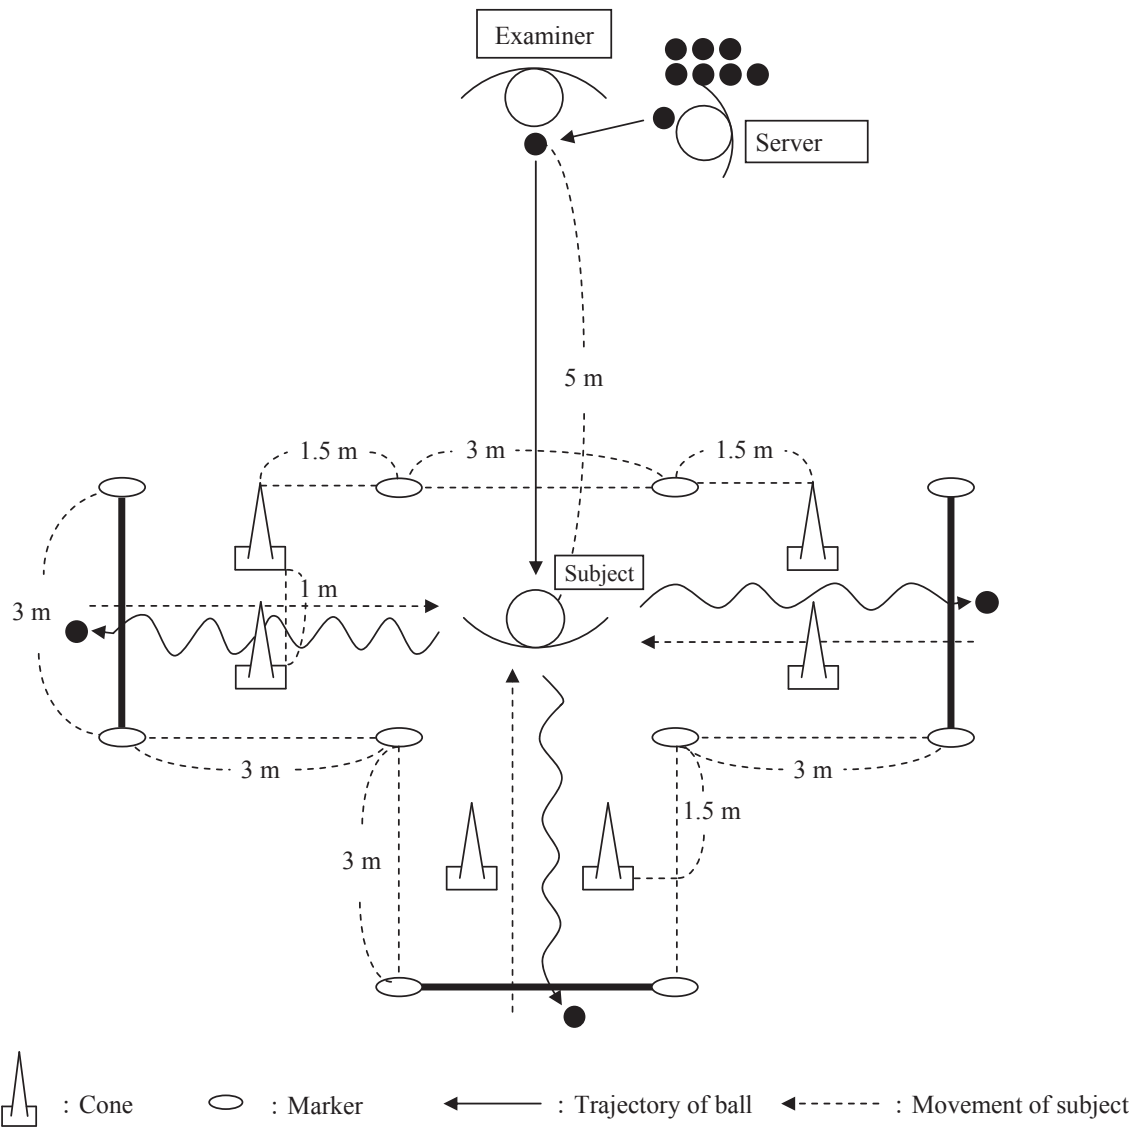 Examiner
Server
5 m
1.5 m
3 m
1.5 m
Subject
1 m
3 m
3 m
3 m
1.5 m
3 m
: Cone
: Marker
: Trajectory of ball
: Movement of subject